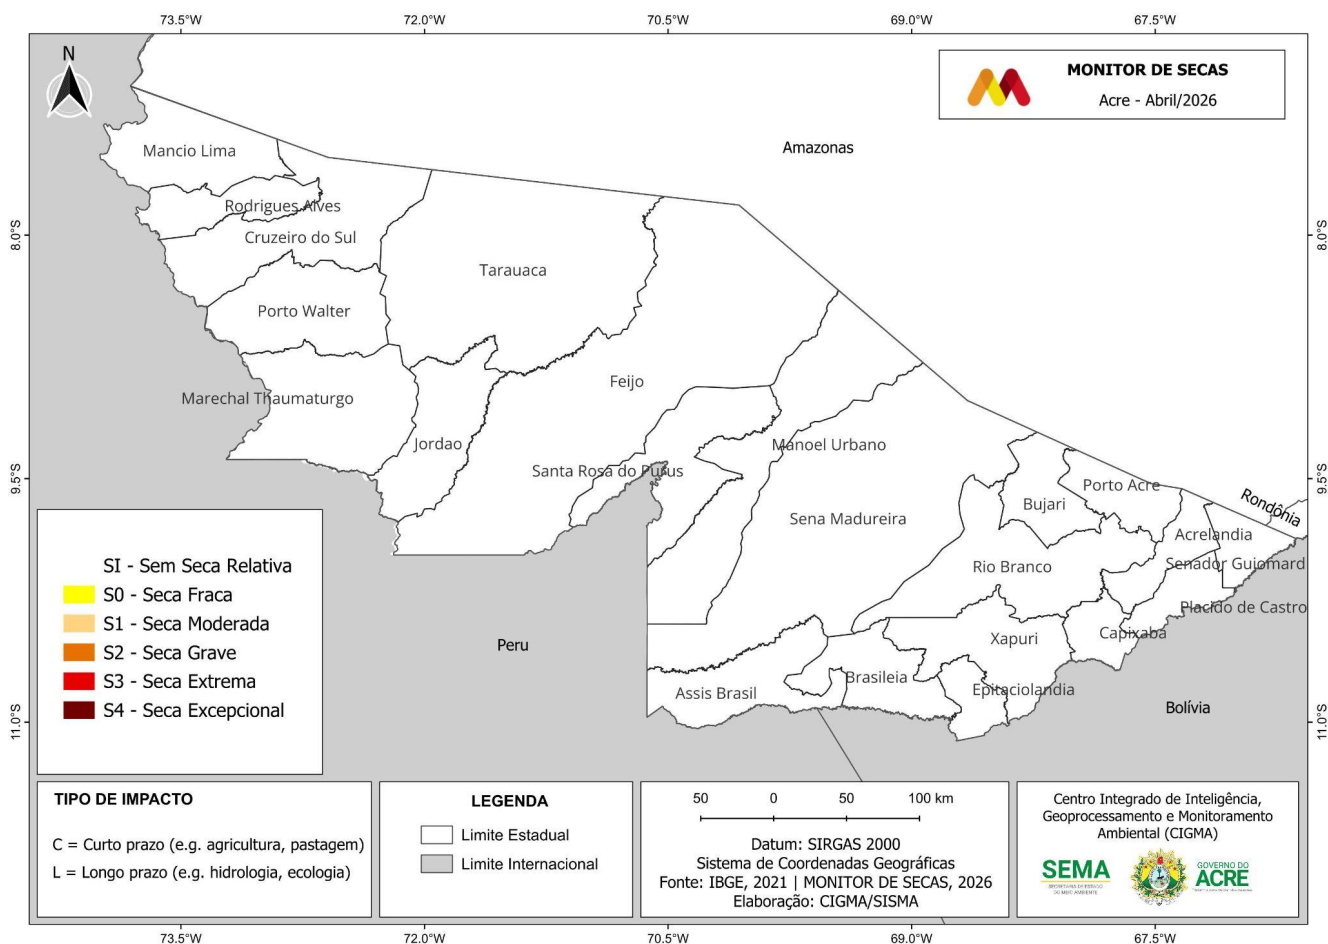 73.5°W
72.0°W
70.5°W
69.0°W
67.5°W
N
MONITOR DE SECAS
Acre - Abril/2026
Amazonas
Mancio Lima
Rodrigues Alves
8.0°S
8.0°S
Cruzeiro do Sul
Tarauaca
Porto Walter
Feijo
Marechal Thaumaturgo
Jordao
Manoel Urbano
Santa Rosa do Purus
9.5°S
9.5°S
Porto Acre
Bujari
Rondônia
Sena Madureira
Acrelandia
Rio Branco
Senador Guiomard
Placido de Castro
Capixaba
Xapuri
Peru
Brasileia
Assis Brasil
Epitaciolandia
Bolívia
11.0°S
11.0°S
SI - Sem Seca Relativa
S0 - Seca Fraca
S1 - Seca Moderada
S2 - Seca Grave
S3 - Seca Extrema
S4 - Seca Excepcional
TIPO DE IMPACTO
C = Curto prazo (e.g. agricultura, pastagem)
L = Longo prazo (e.g. hidrologia, ecologia)
LEGENDA
Limite Estadual
Limite Internacional
50 0 50 100 km
Datum: SIRGAS 2000
Sistema de Coordenadas Geográficas
Fonte: IBGE, 2021 | MONITOR DE SECAS, 2026
Elaboração: CIGMA/SISMA
Centro Integrado de Inteligência,
Geoprocessamento e Monitoramento
Ambiental (CIGMA)
SEMA
SECRETARIA DE ESTADO
DO MEIO AMBIENTE
GOVERNO DO
ACRE
73.5°W
72.0°W
70.5°W
69.0°W
67.5°W